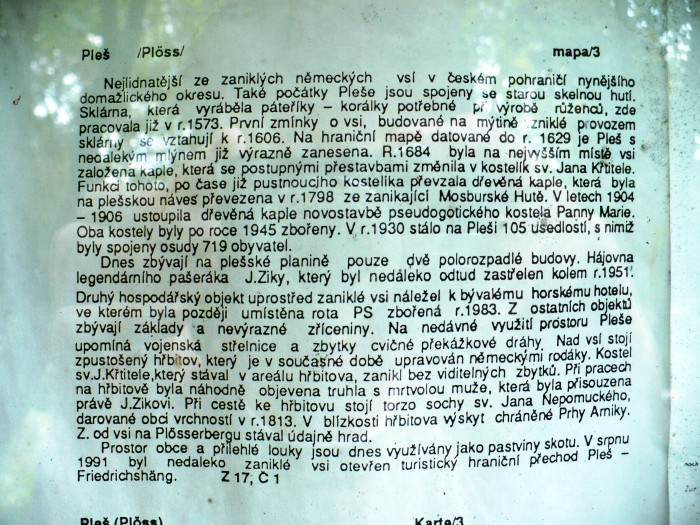 Pleš /Plöss/ mapa/3
Nejlidnatější ze zaniklých německých vsí v českém pohraničí nynějšího
domažlického okresu. Také počátky Pleše jsou spojeny se starou skelnou hutí.
Sklárna, která vyráběla páteříky – korálky potřebné při výrobě růženců, zde
pracovala již v r.1573. První zmínky o vsi, budované na mýtině zniklé provozem
sklárny se vztahují k r.1606. Na hraniční mapě datované do r. 1629 je Pleš s
nedalekým mlýnem již výrazně zanesena. R.1684 byla na nejvyšším místě vsi
založena kaple, která se postupnými přestavbami změnila v kostelík sv. Jana Křtitele.
Funkci tohoto, po čase již pustnoucího kostelíka převzala dřevěná kaple, která byla
na plešskou náves převezena v r.1798 ze zanikající Mosburské Hutě. V letech 1904
– 1906 ustoupila dřevěná kaple novostavbě pseudogotického kostela Panny Marie.
Oba kostely byly po roce 1945 zbořeny. V r.1930 stálo na Pleši 105 usedlostí, s nimiž
byly spojeny osudy 719 obyvatel.
Dnes zbývají na plešské planině pouze dvě polorozpadlé budovy. Hájovna
legendárního pašeráka J.Ziky, který byl nedaleko odtud zastřelen kolem r.1951.
Druhý hospodářský objekt uprostřed zaniklé vsi náležel k bývalému horskému hotelu,
ve kterém byla později umístěna rota PS zbořená r.1983. Z ostatních objektů
zbývají základy a nevýrazné zříceniny. Na nedávné využití prostoru Pleše
upomíná vojenská střelnice a zbytky cvičné překážkové dráhy. Nad vsí stojí
zpustošený hřbitov, který je v současné době upravován německými rodáky. Kostel
sv.J.Křtitele,který stával v areálu hřbitova, zanikl bez viditelných zbytků. Při pracech
na hřbitově byla náhodně objevena truhla s mrtvolou muže, která byla přisouzena
právě J.Zikovi. Při cestě ke hřbitovu stojí torzo sochy sv. Jana Nepomuckého,
darované obci vrchností v r.1813. V blízkosti hřbitova výskyt chráněné Prhy Arniky.
Z. od vsi na Plösserbergu stával údajně hrad.
Prostor obce a přilehlé louky jsou dnes využívány jako pastviny skotu. V srpnu
1991 byl nedaleko zaniklé vsi otevřen turistický hraniční přechod Pleš –
Friedrichshäng. Z 17, Č 1
Pleš (Plöss) Karte/3